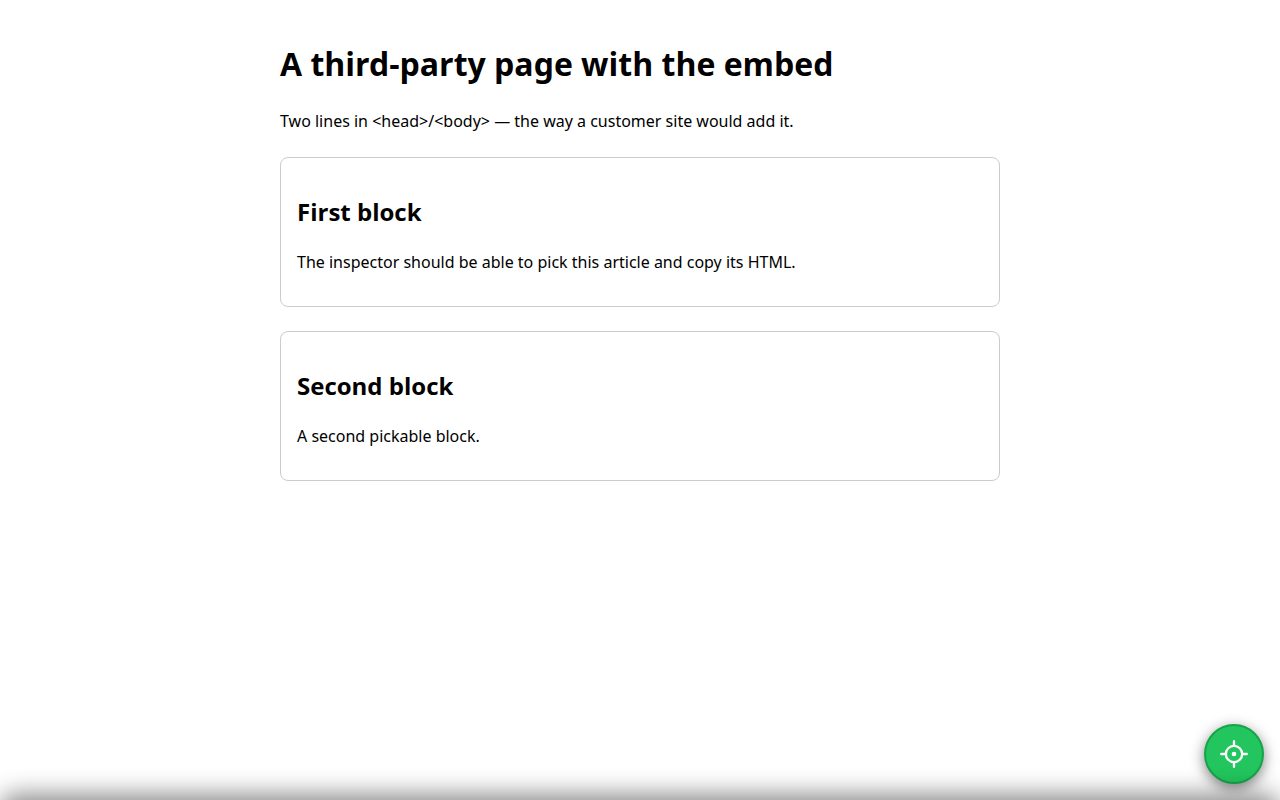 A third-party page with the embed
Two lines in <head>/<body> — the way a customer site would add it.
First block
The inspector should be able to pick this article and copy its HTML.
Second block
A second pickable block.